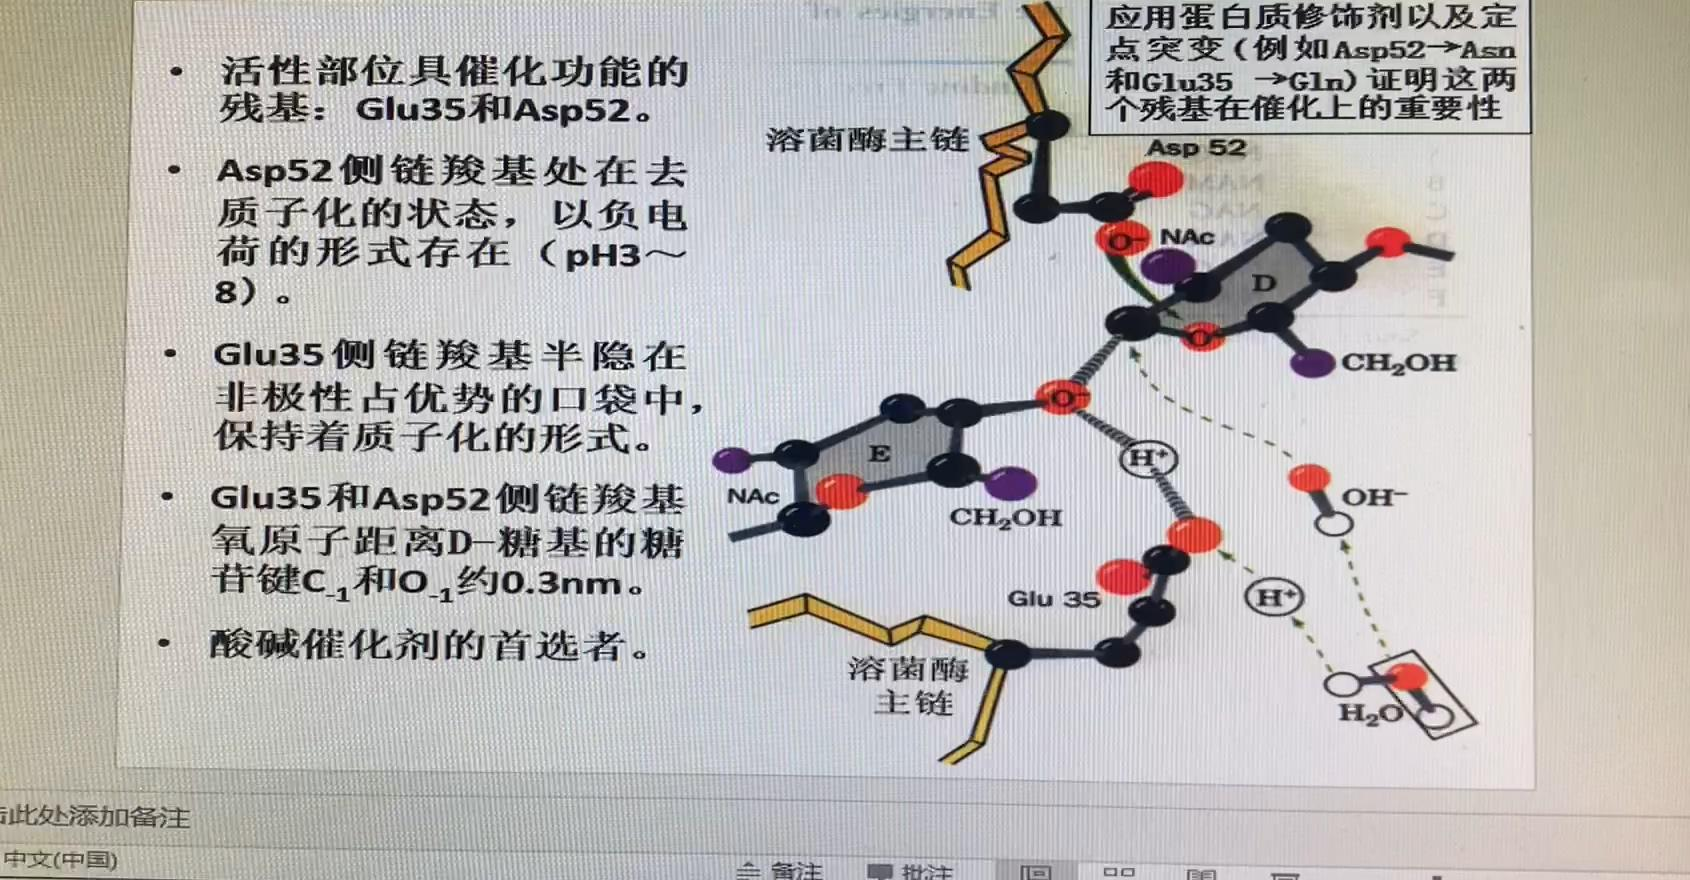 应用蛋白质修饰剂以及定
点突变（例如Asp52→Asn
和Glu35 →Gln）证明这两
个残基在催化上的重要性
• 活性部位具催化功能的
残基：Glu35和Asp52。
• Asp52侧链羧基处在去
质子化的状态，以负电
荷的形式存在（pH3～
8）。
• Glu35侧链羧基半隐在
非极性占优势的口袋中，
保持着质子化的形式。
• Glu35和Asp52侧链羧基
氧原子距离D-糖基的糖
苷键C-1和O-1约0.3nm。
• 酸碱催化剂的首选者。
溶菌酶主链
Asp 52
O−
NAc
D
O
CH2OH
O−
E
H+
NAc
CH2OH
OH−
Glu 35
H+
溶菌酶
主链
H2O
击此处添加备注
中文(中国)
备注
批注